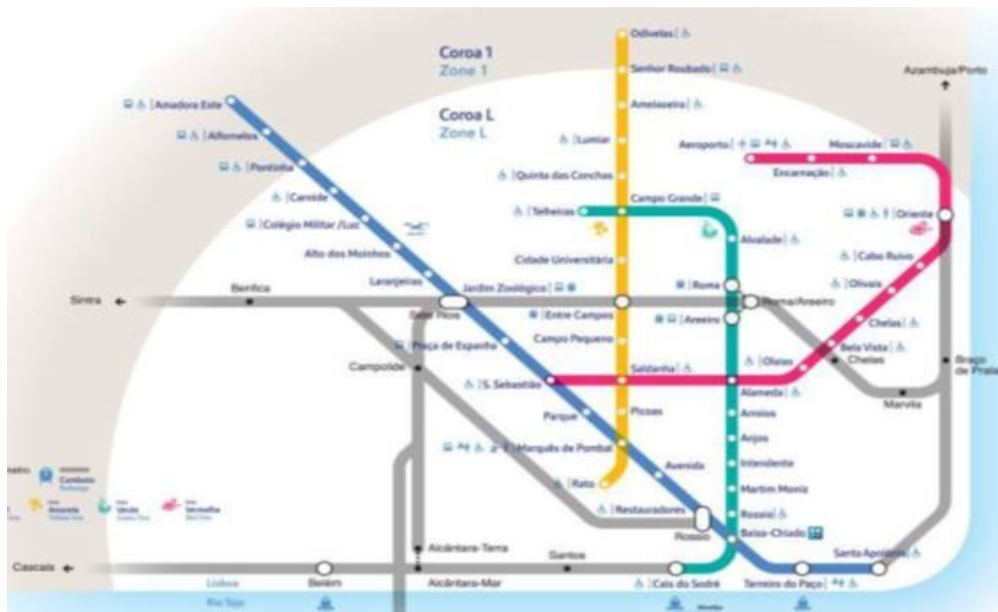 Coroa 1
Zone 1
Coroa L
Zone L
Odivelas
Senhor Roubado
Ameixoeira
Lumiar
Quinta das Conchas
Campo Grande
Telheiras
Cidade Universitária
Entre Campos
Campo Pequeno
Saldanha
Picoas
Marquês de Pombal
Rato
Amadora Este
Alfornelos
Pontinha
Carnide
Colégio Militar /Luz
Alto dos Moinhos
Laranjeiras
Jardim Zoológico
Sete Rios
Praça de Espanha
S. Sebastião
Parque
Avenida
Restauradores
Rossio
Baixa-Chiado
Terreiro do Paço
Santa Apolónia
Azambuja/Porto
Aeroporto
Encarnação
Moscavide
Oriente
Cabo Ruivo
Olivais
Chelas
Bela Vista
Olaias
Alameda
Alvalade
Roma
Areeiro
Roma/Areeiro
Arroios
Anjos
Intendente
Martim Moniz
Rossio
Cais do Sodré
Sintra
Benfica
Campolide
Chelas
Marvila
Braço
de Prata
Cascais
Belém
Alcântara-Terra
Alcântara-Mar
Santos
Comboio
Amarela
Verde
Vermelha
Lisboa
Rio Tejo